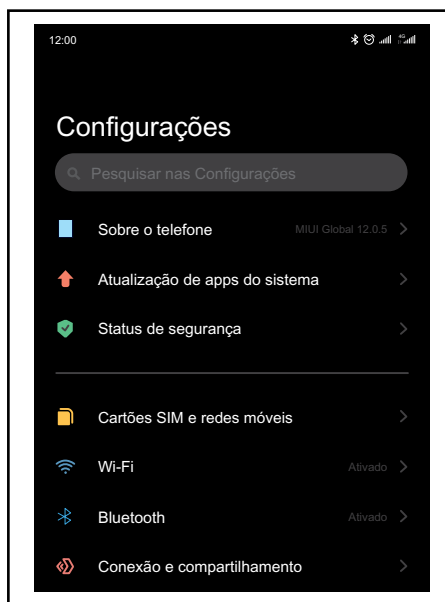 12:00
4G
Configurações
Pesquisar nas Configurações
Sobre o telefone MIUI Global 12.0.5
Atualização de apps do sistema
Status de segurança
Cartões SIM e redes móveis
Wi-Fi Ativado
Bluetooth Ativado
Conexão e compartilhamento